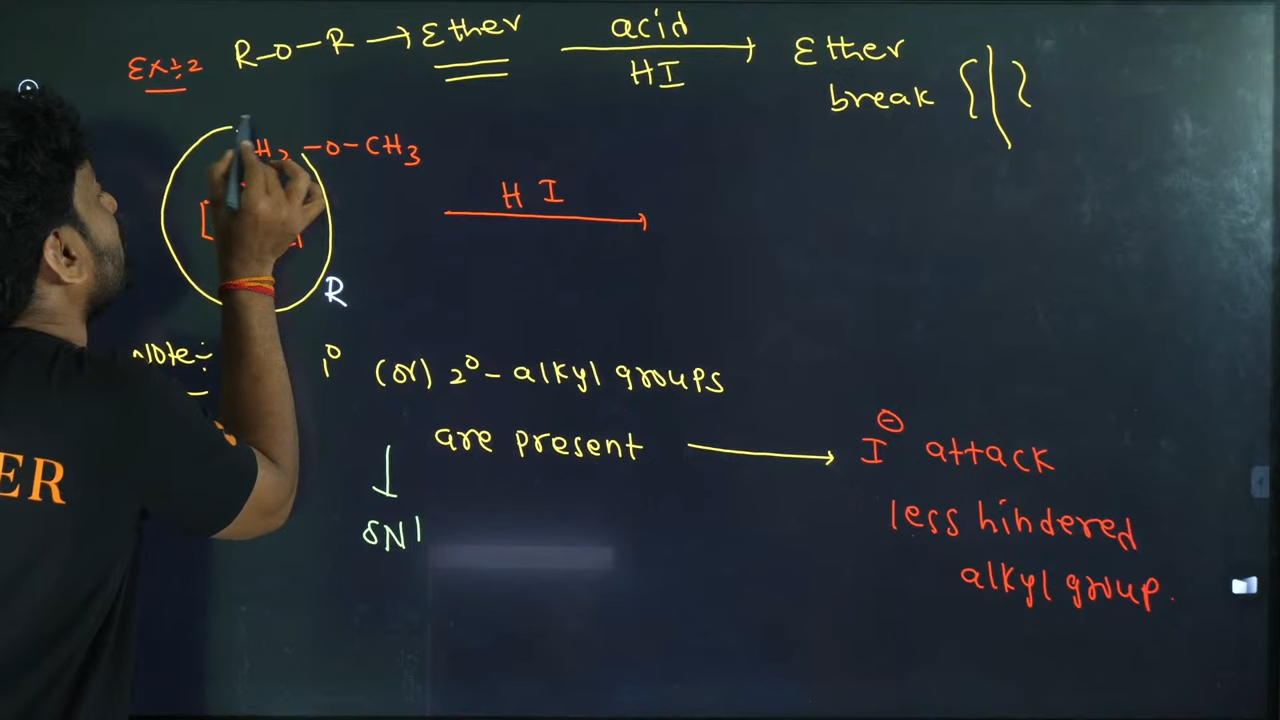 Ex:-2 R-O-R → Ether acid Ether
HI break { | }
H2 -O-CH3
H I
R
Note:- 1° (or) 2°- alkyl groups
are present → I⊖ attack
less hindered
SN1
alkyl group.
ER